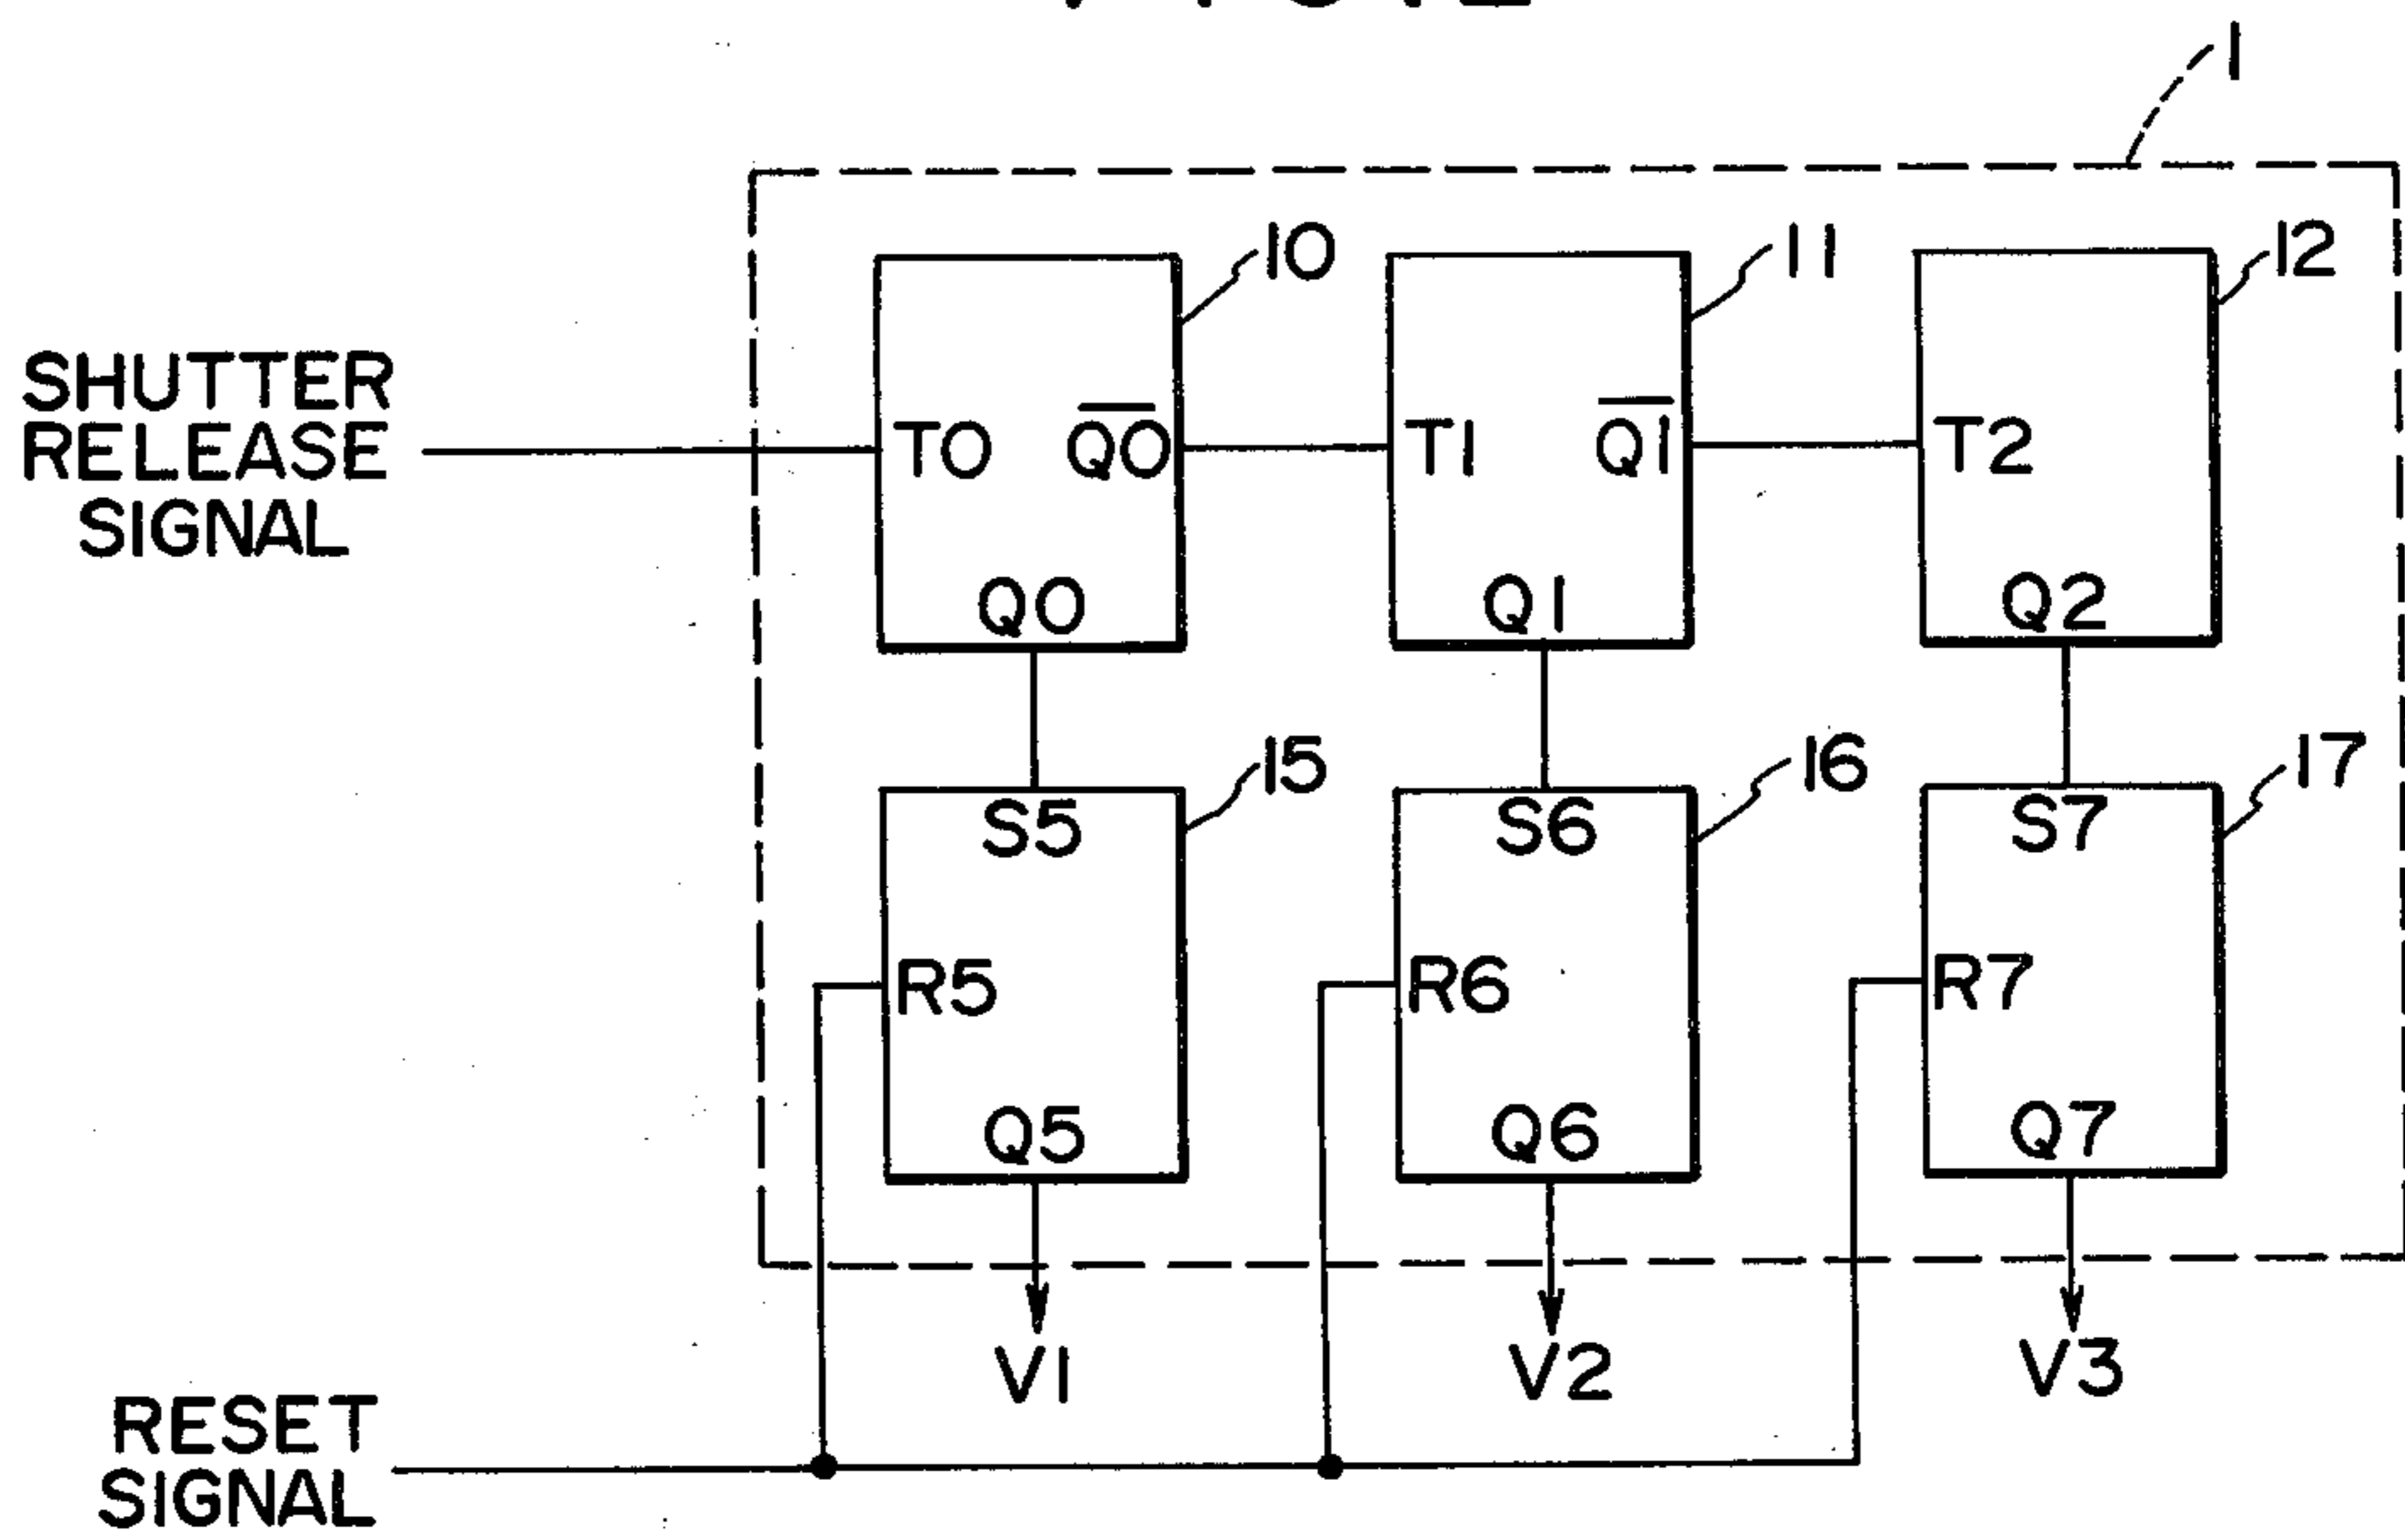 1
10
11
12
SHUTTER
RELEASE
SIGNAL
T0
Q̅0̅
T1
Q̅1̅
T2
Q0
Q1
Q2
15
16
17
S5
S6
S7
R5
R6
R7
Q5
Q6
Q7
V1
V2
V3
RESET
SIGNAL